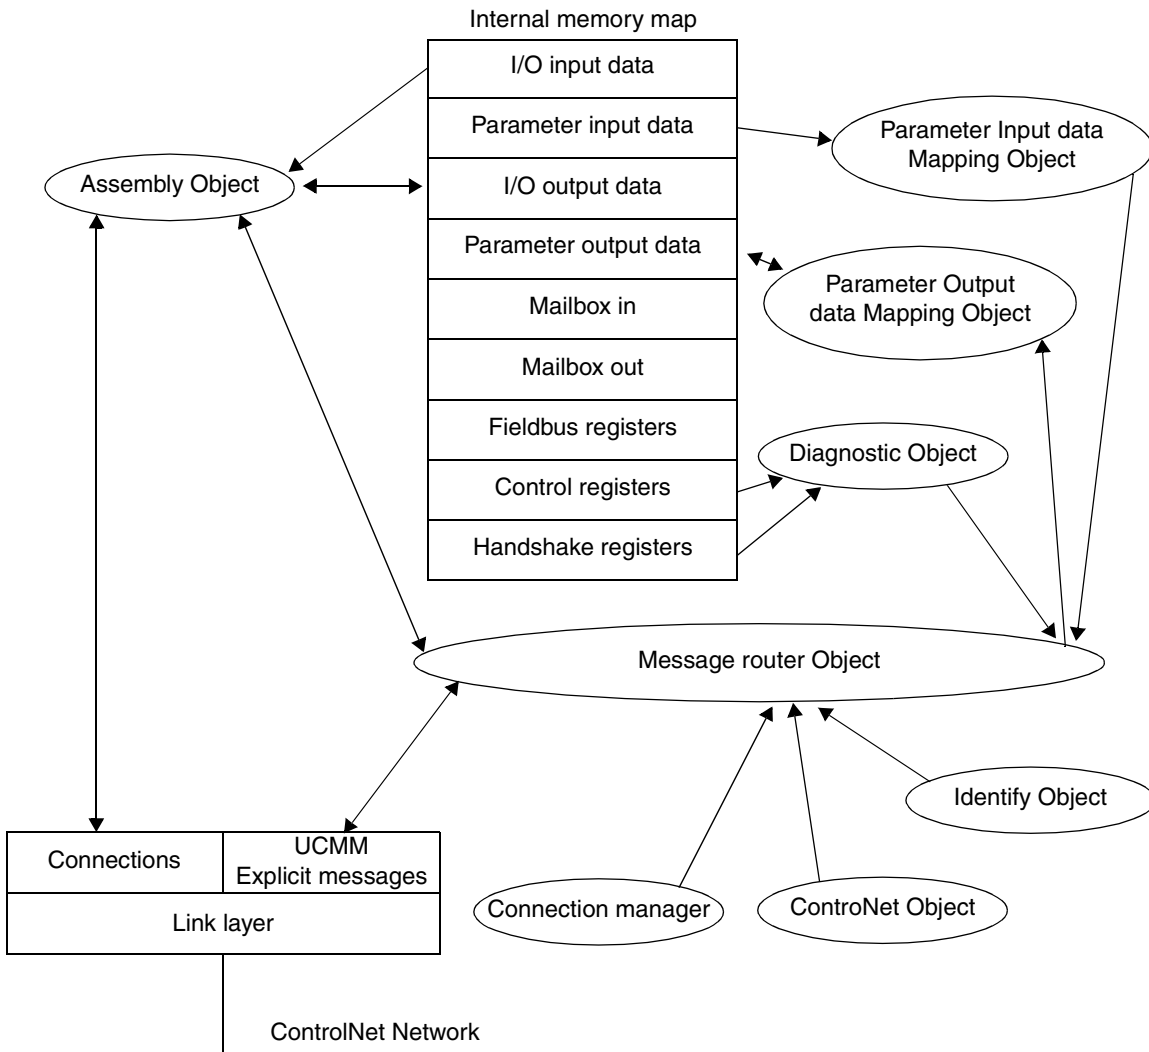 Internal memory map
I/O input data
Parameter input data
I/O output data
Parameter output data
Mailbox in
Mailbox out
Fieldbus registers
Control registers
Handshake registers
Assembly Object
Parameter Input data
Mapping Object
Parameter Output
data Mapping Object
Diagnostic Object
Message router Object
Identify Object
Connection manager
ControNet Object
Connections
UCMM
Explicit messages
Link layer
ControlNet Network